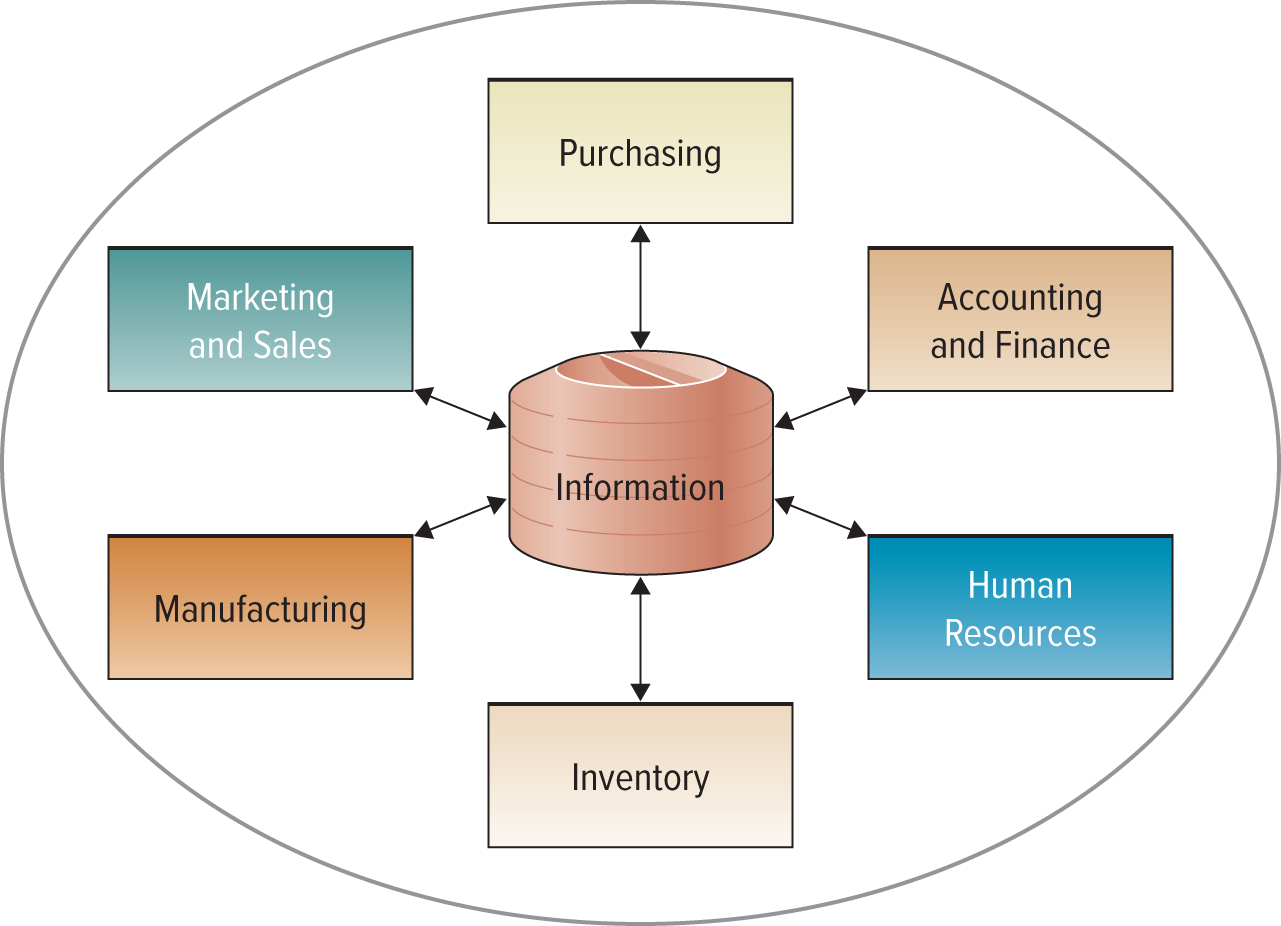 Purchasing
Marketing
and Sales
Accounting
and Finance
Information
Manufacturing
Human
Resources
Inventory